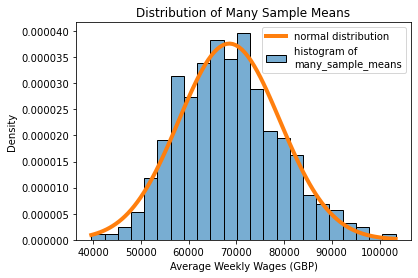 Distribution of Many Sample Means
normal distribution
histogram of
many_sample_means
0.000040
0.000035
0.000030
0.000025
0.000020
0.000015
0.000010
0.000005
0.000000
Density
40000 50000 60000 70000 80000 90000 100000
Average Weekly Wages (GBP)